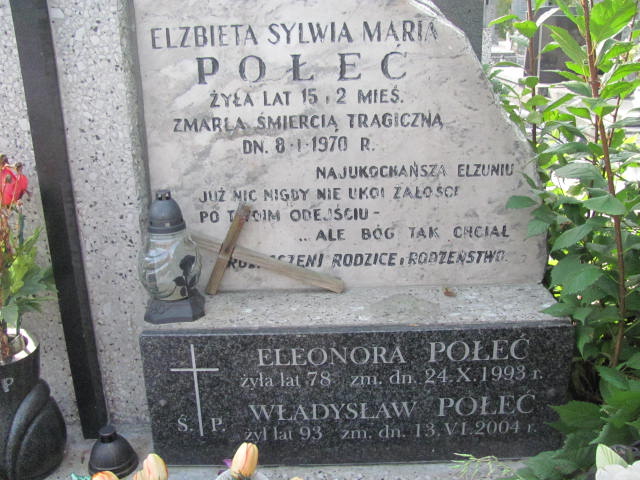 ELZBIETA SYLWIA MARIA
POŁEĆ
ŻYŁA LAT 15 i 2 MIEŚ.
ZMARŁA ŚMIERCIĄ TRAGICZNĄ
DN. 8-I-1970 R.
NAJUKOCHAŃSZA ELZUNIU
JUŻ NIC NIGDY NIE UKOI ŻAŁOŚCI
PO TWOIM ODEJŚCIU -
... ALE BÓG TAK CHCIAŁ
RODZICE i RODZEŃSTWO.
ELEONORA POŁEĆ
żyła lat 78 zm. dn. 24.X.1993 r.
Ś. P. WŁADYSŁAW POŁEĆ
żył lat 93 zm. dn. 13.VI.2004 r.
P